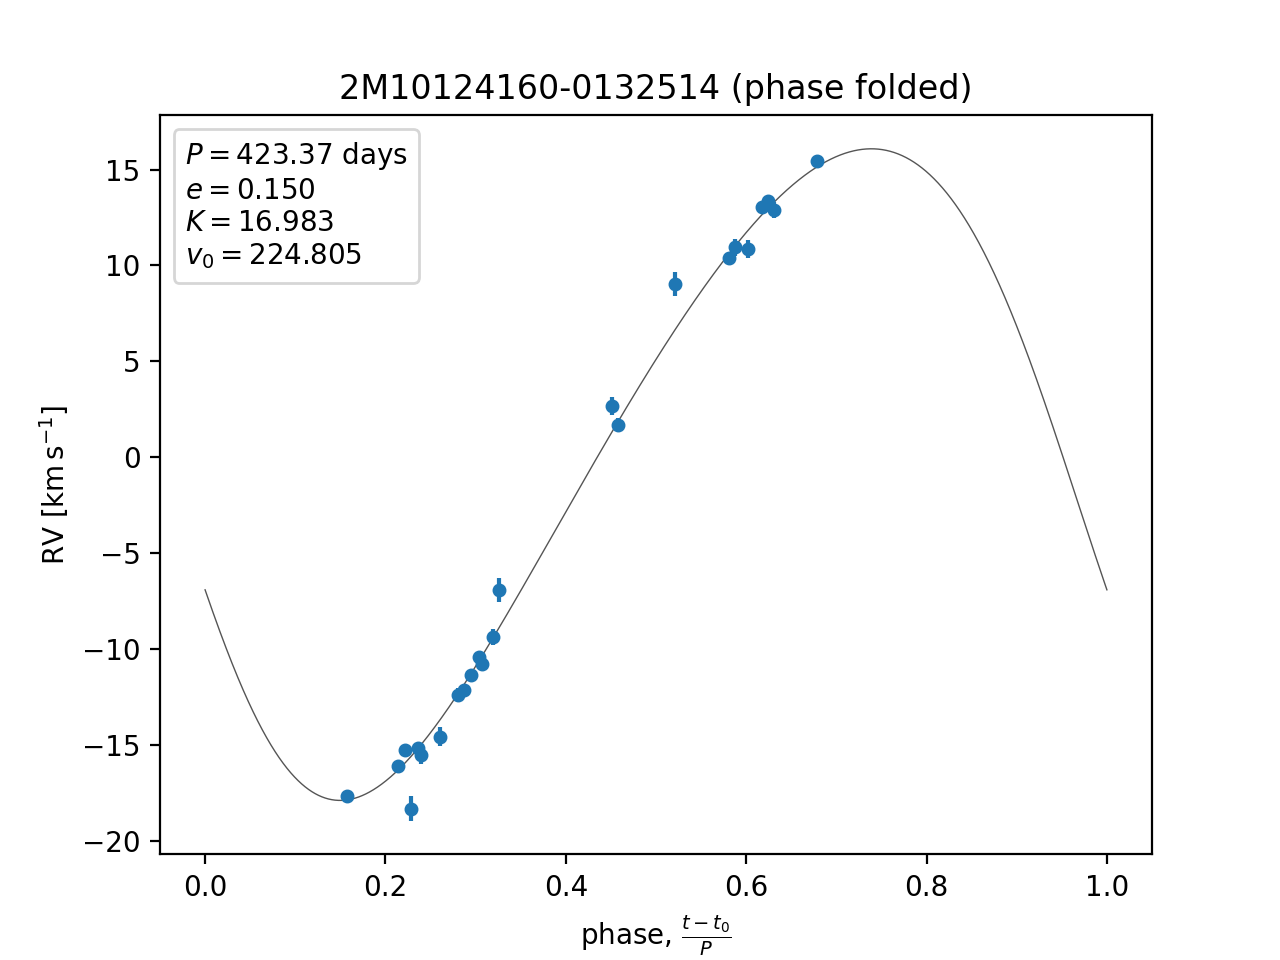 2M10124160-0132514 (phase folded)
P = 423.37 days
e = 0.150
K = 16.983
v₀ = 224.805
15
10
5
0
−5
−10
−15
−20
RV [km s⁻¹]
0.0 0.2 0.4 0.6 0.8 1.0
phase, (t − t₀)/P